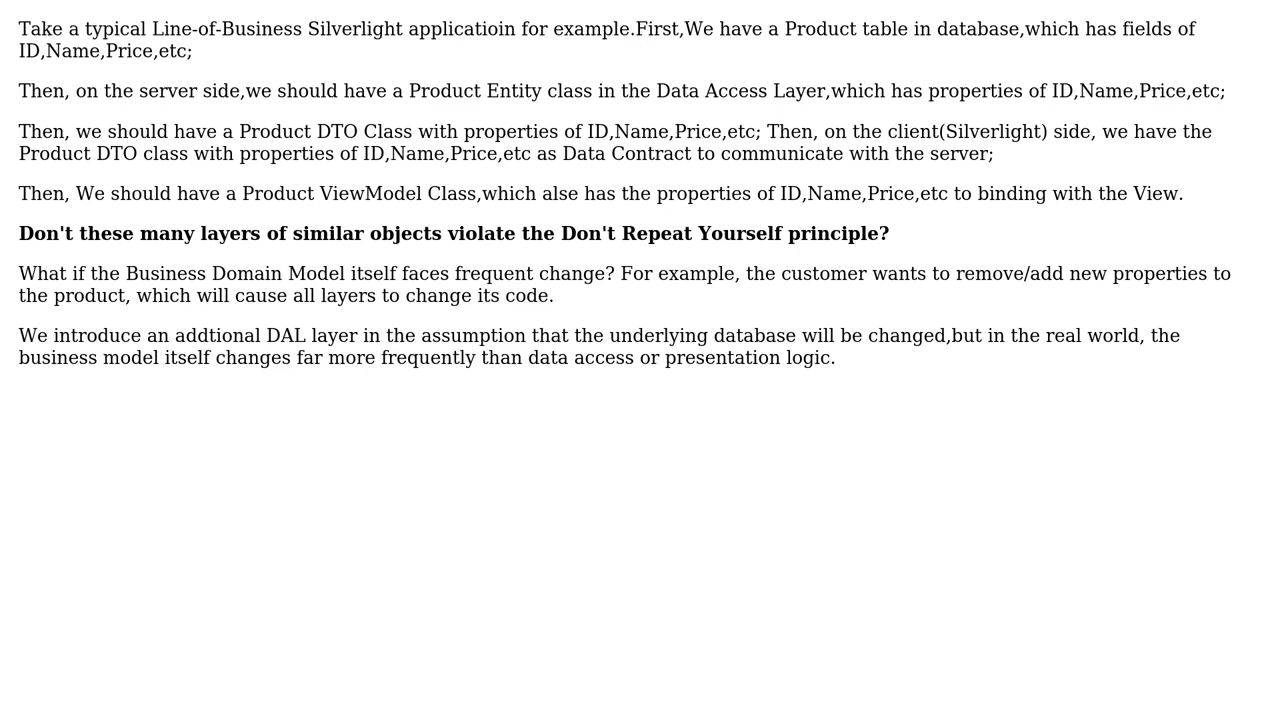 Take a typical Line-of-Business Silverlight applicatioin for example.First,We have a Product table in database,which has fields of
ID,Name,Price,etc;
Then, on the server side,we should have a Product Entity class in the Data Access Layer,which has properties of ID,Name,Price,etc;
Then, we should have a Product DTO Class with properties of ID,Name,Price,etc; Then, on the client(Silverlight) side, we have the
Product DTO class with properties of ID,Name,Price,etc as Data Contract to communicate with the server;
Then, We should have a Product ViewModel Class,which alse has the properties of ID,Name,Price,etc to binding with the View.
Don't these many layers of similar objects violate the Don't Repeat Yourself principle?
What if the Business Domain Model itself faces frequent change? For example, the customer wants to remove/add new properties to
the product, which will cause all layers to change its code.
We introduce an addtional DAL layer in the assumption that the underlying database will be changed,but in the real world, the
business model itself changes far more frequently than data access or presentation logic.